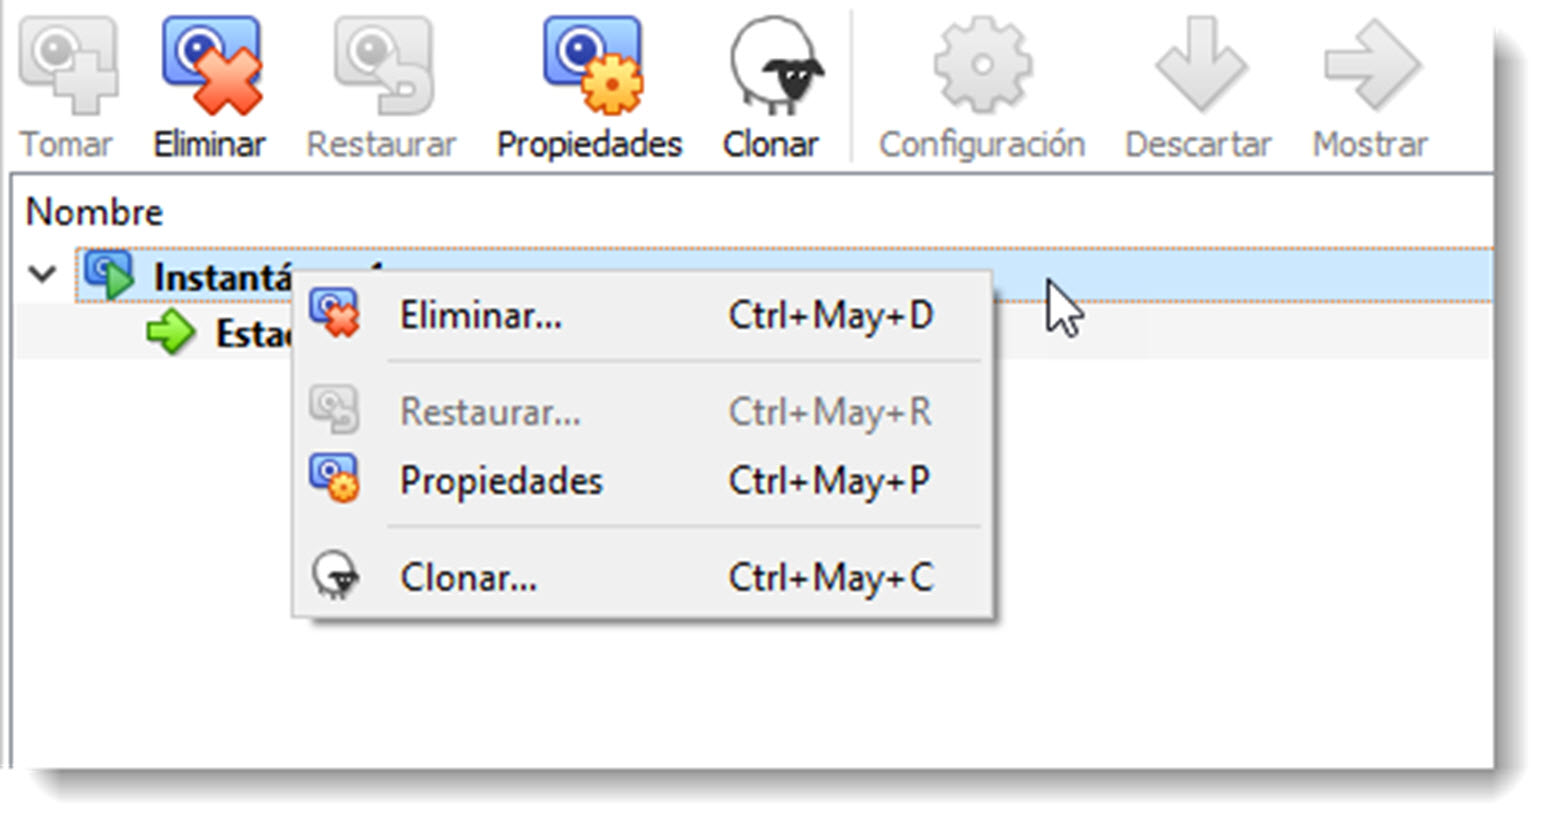 Tomar Eliminar Restaurar Propiedades Clonar Configuración Descartar Mostrar
Nombre
Eliminar... Ctrl+May+D
Restaurar... Ctrl+May+R
Propiedades Ctrl+May+P
Clonar... Ctrl+May+C